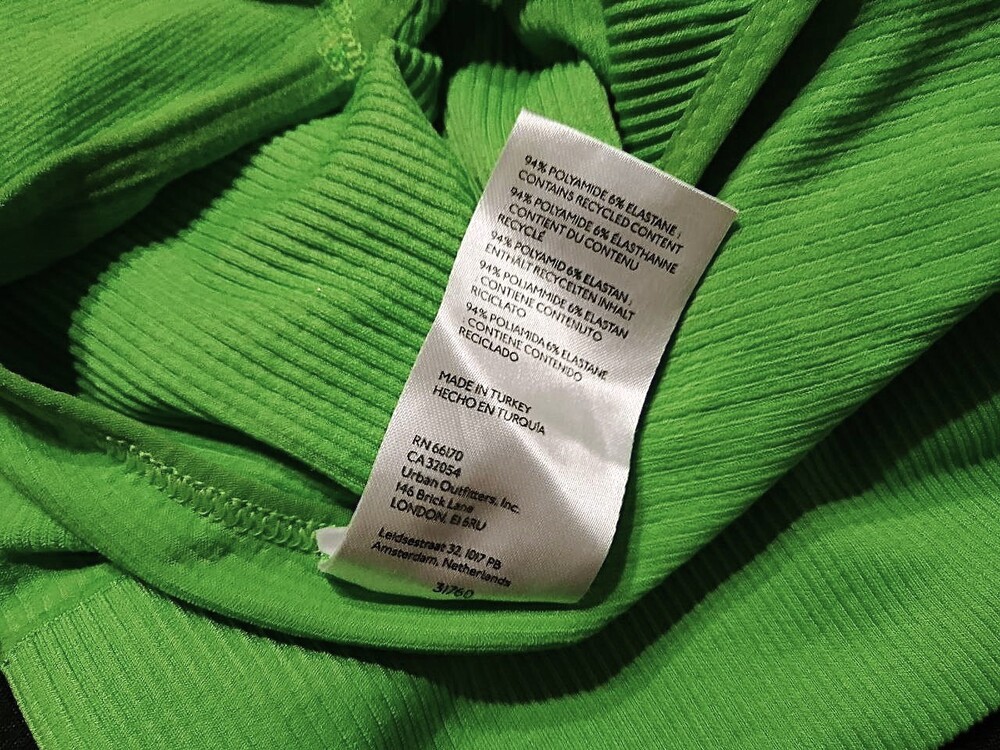 94% POLYAMIDE 6% ELASTANE ;
CONTAINS RECYCLED CONTENT
94% POLYAMIDE 6% ÉLASTHANNE
; CONTIENT DU CONTENU
RECYCLÉ
94% POLYAMID 6% ELASTAN ;
ENTHÄLT RECYCELTEN INHALT
94% POLIAMMIDE 6% ELASTAN
; CONTIENE CONTENUTO
RICICLATO
94% POLIAMIDA 6% ELASTANE
; CONTIENE CONTENIDO
RECICLADO
MADE IN TURKEY
HECHO EN TURQUÍA
RN 66170
CA 32054
Urban Outfitters, Inc.
146 Brick Lane
LONDON, E1 6RU
Leidsestraat 32, 1017 PB
Amsterdam, Netherlands
31760